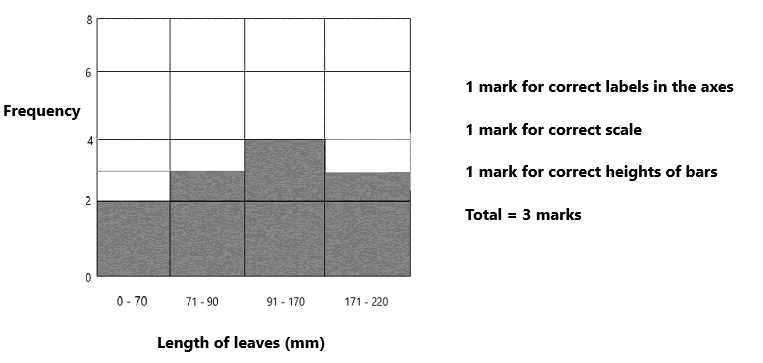 8
6
Frequency
4
2
0
0 - 70 71 - 90 91 - 170 171 - 220
Length of leaves (mm)
1 mark for correct labels in the axes
1 mark for correct scale
1 mark for correct heights of bars
Total = 3 marks